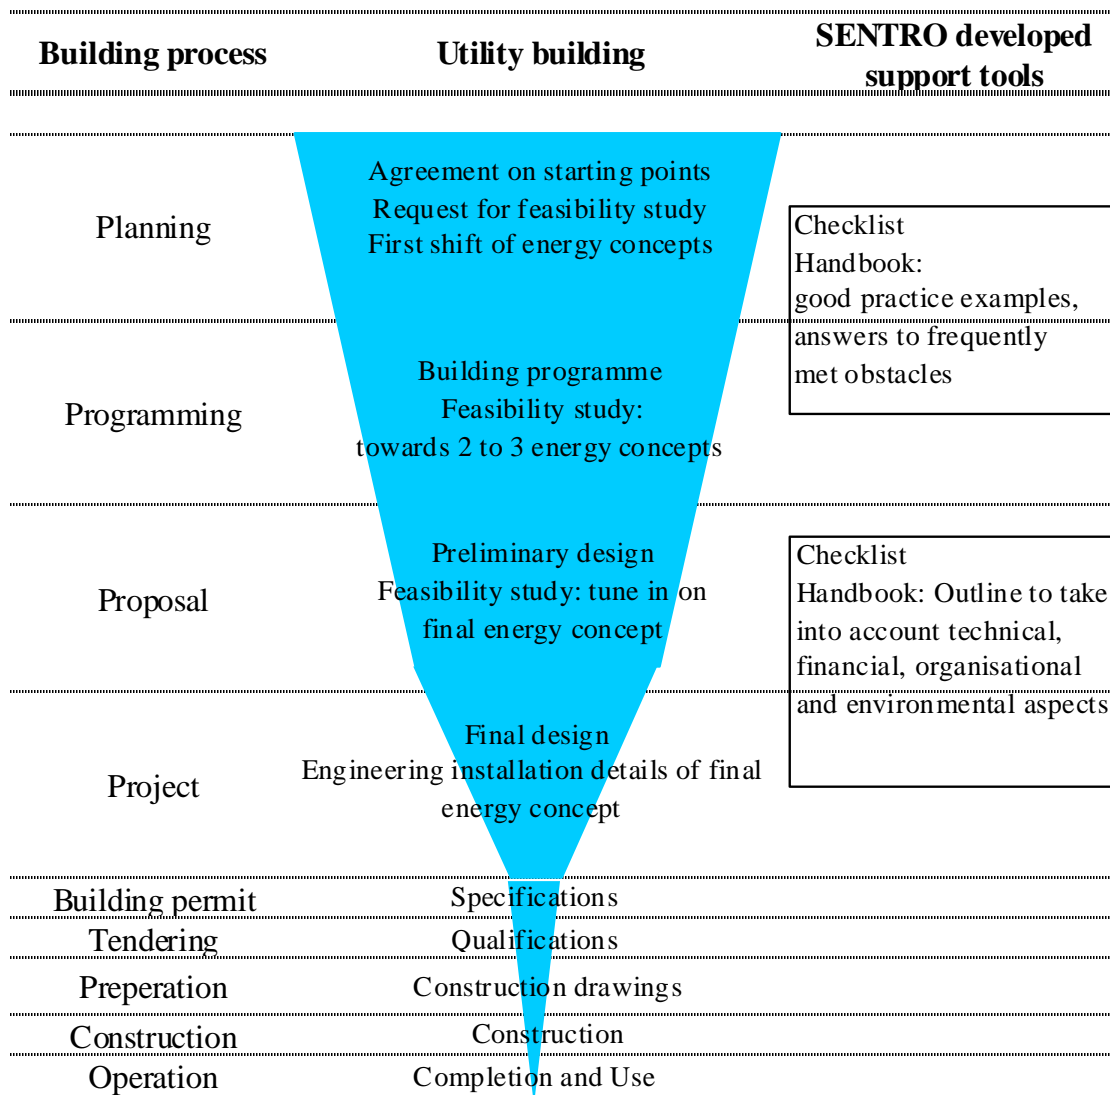 Building process
Utility building
SENTRO developed
support tools
Planning
Agreement on starting points
Request for feasibility study
First shift of energy concepts
Checklist
Handbook:
good practice examples,
answers to frequently
met obstacles
Programming
Building programme
Feasibility study:
towards 2 to 3 energy concepts
Proposal
Preliminary design
Feasibility study: tune in on
final energy concept
Checklist
Handbook: Outline to take
into account technical,
financial, organisational
and environmental aspects
Project
Final design
Engineering installation details of final
energy concept
Building permit
Specifications
Tendering
Qualifications
Preperation
Construction drawings
Construction
Construction
Operation
Completion and Use